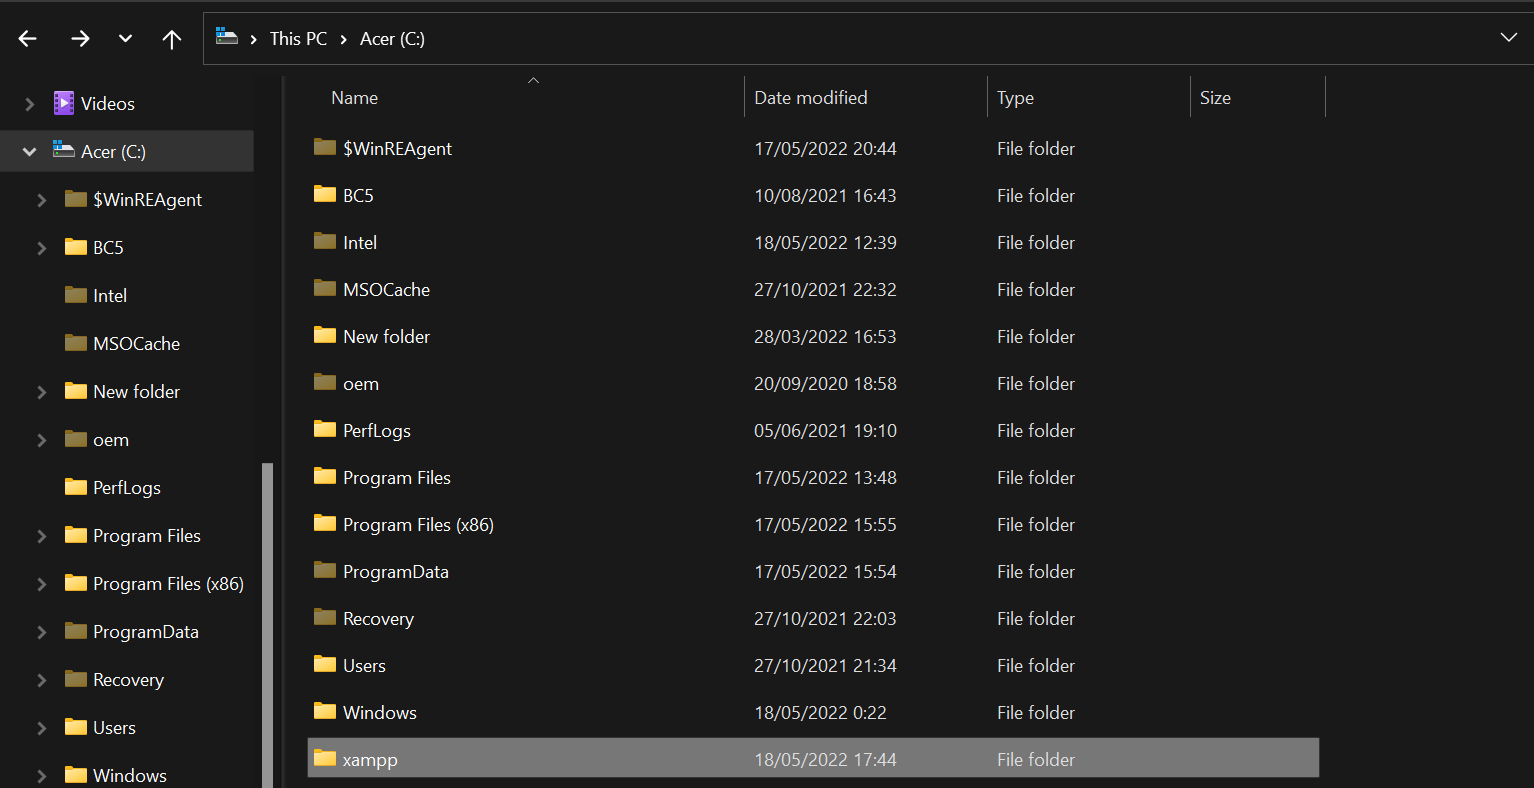 This PC Acer (C:)
Videos
Acer (C:)
$WinREAgent
BC5
Intel
MSOCache
New folder
oem
PerfLogs
Program Files
Program Files (x86)
ProgramData
Recovery
Users
Windows
Name Date modified Type Size
$WinREAgent 17/05/2022 20:44 File folder
BC5 10/08/2021 16:43 File folder
Intel 18/05/2022 12:39 File folder
MSOCache 27/10/2021 22:32 File folder
New folder 28/03/2022 16:53 File folder
oem 20/09/2020 18:58 File folder
PerfLogs 05/06/2021 19:10 File folder
Program Files 17/05/2022 13:48 File folder
Program Files (x86) 17/05/2022 15:55 File folder
ProgramData 17/05/2022 15:54 File folder
Recovery 27/10/2021 22:03 File folder
Users 27/10/2021 21:34 File folder
Windows 18/05/2022 0:22 File folder
xampp 18/05/2022 17:44 File folder